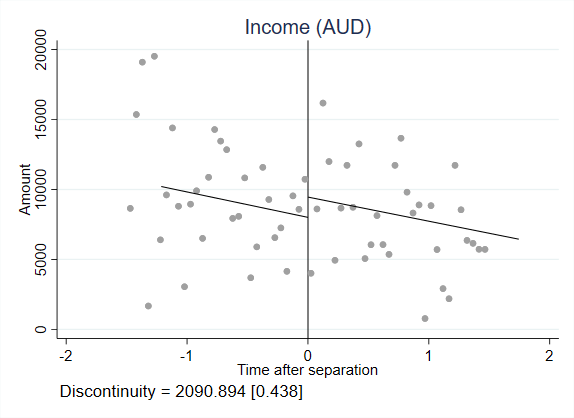 Income (AUD)
20000
15000
10000
5000
0
Amount
-2
-1
0
1
2
Time after separation
Discontinuity = 2090.894 [0.438]